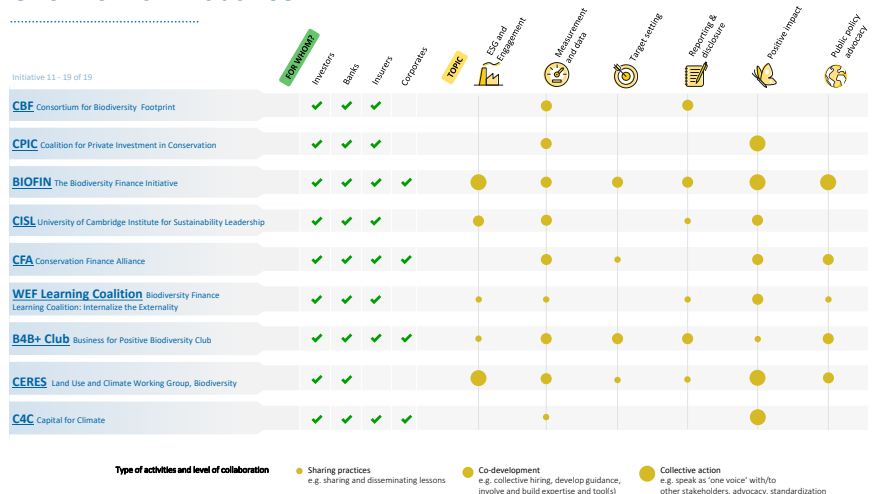 FOR WHOM?
Investors
Banks
Insurers
Corporates
TOPIC
ESG and
Engagement
Measurement
and data
Target setting
Reporting &
disclosure
Positive impact
Public policy
advocacy
Initiative 11 - 19 of 19
CBF Consortium for Biodiversity Footprint
CPIC Coalition for Private Investment in Conservation
BIOFIN The Biodiversity Finance Initiative
CISL University of Cambridge Institute for Sustainability Leadership
CFA Conservation Finance Alliance
WEF Learning Coalition Biodiversity Finance
Learning Coalition: Internalize the Externality
B4B+ Club Business for Positive Biodiversity Club
CERES Land Use and Climate Working Group, Biodiversity
C4C Capital for Climate
Type of activities and level of collaboration
Sharing practices
e.g. sharing and disseminating lessons
Co-development
e.g. collective hiring, develop guidance,
involve and build expertise and tool(s)
Collective action
e.g. speak as 'one voice' with/to
other stakeholders, advocacy, standardization